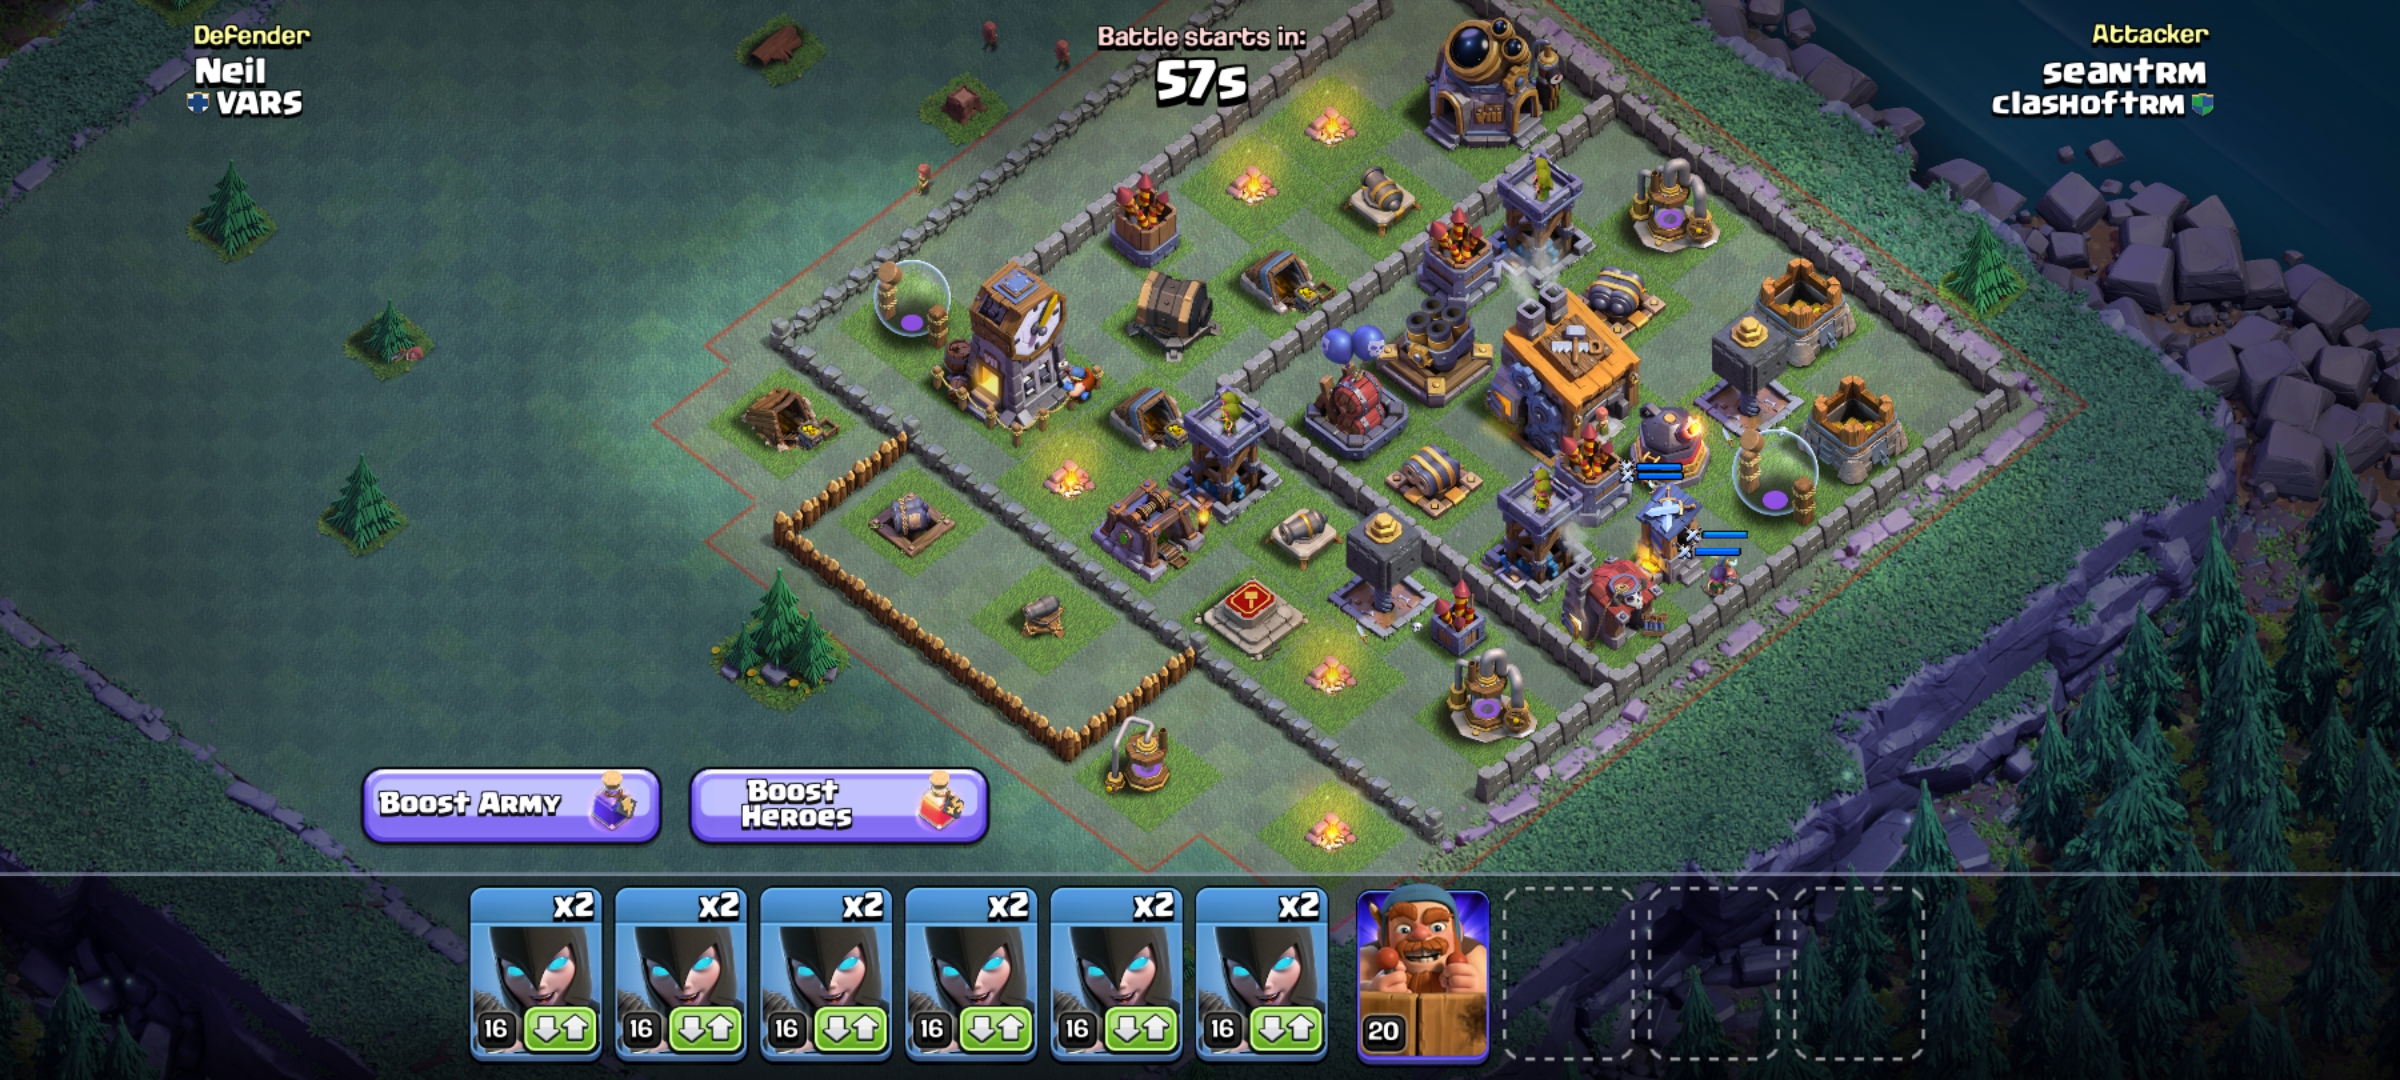 Defender
Neil
VARS
Battle starts in:
57s
Attacker
seantRM
clashoftRM
Boost Army
Boost
Heroes
x2
x2
x2
x2
x2
x2
16
16
16
16
16
16
20